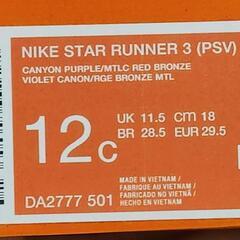 NIKE STAR RUNNER 3 (PSV)
CANYON PURPLE/MTLC RED BRONZE
VIOLET CANON/RGE BRONZE MTL
12C
UK 11.5 CM 18
BR 28.5 EUR 29.5
MADE IN VIETNAM /
FABRIQUE AU VIETNAM /
FABRICADO NO VIETNÃ /
HECHO EN VIETNAM
DA2777 501